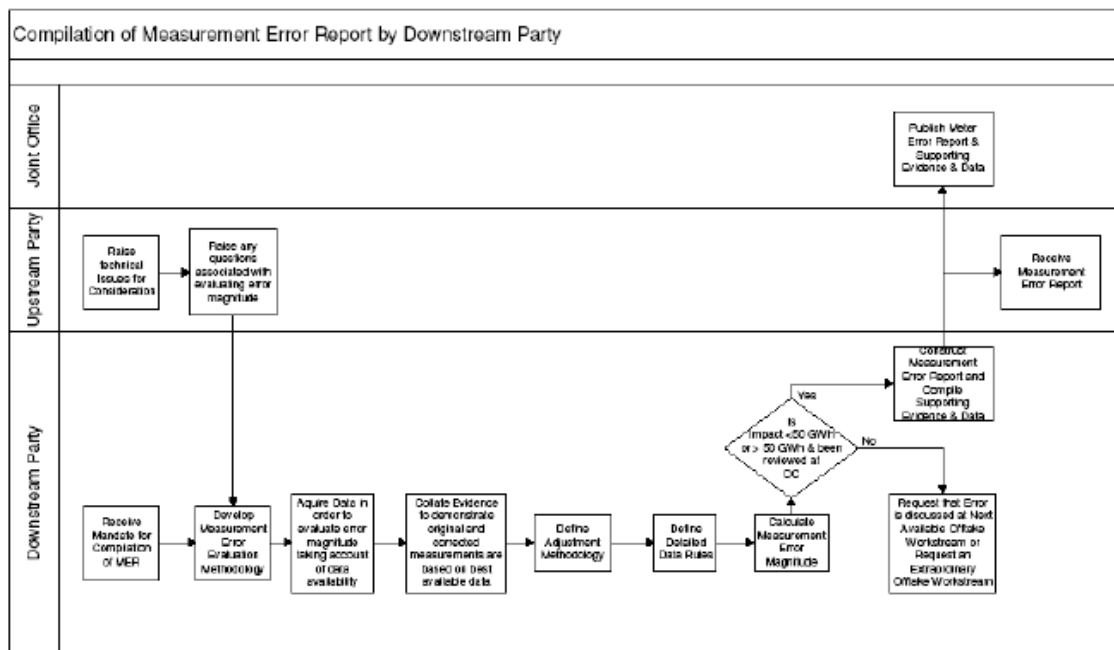 Compilation of Measurement Error Report by Downstream Party
Joint Office
Publish Meter
Error Report &
Supporting
Evidence & Data
Upstream Party
Raise
technical
Issues for
Consideration
Raise any
questions
associated with
evaluating error
magnitude
Receive
Measurement
Error Report
Downstream Party
Construct
Measurement
Error Report and
Compile
Supporting
Evidence & Data
Yes
Is
Impact <50 GWH
or > 50 GWh & been
reviewed at
OC
No
Receive
Mandate for
Compilation
of MER
Develop
Measurement
Error
Evaluation
Methodology
Aquire Data in
order to
evaluate error
magnitude
taking account
of data
availability
Collate Evidence
to demonstrate
original and
corrected
measurements are
based on best
available data.
Define
Adjustment
Methodology
Define
Detailed
Data Rules
Calculate
Measurement
Error
Magnitude
Request that Error
is discussed at Next
Available Offtake
Workstream or
Request an
Extraordinary
Offtake Workstream